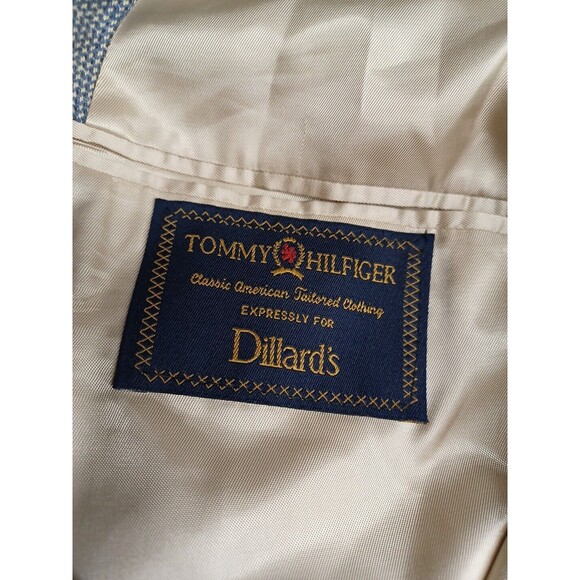 TOMMY HILFIGER
Classic American Tailored Clothing
EXPRESSLY FOR
Dillard's